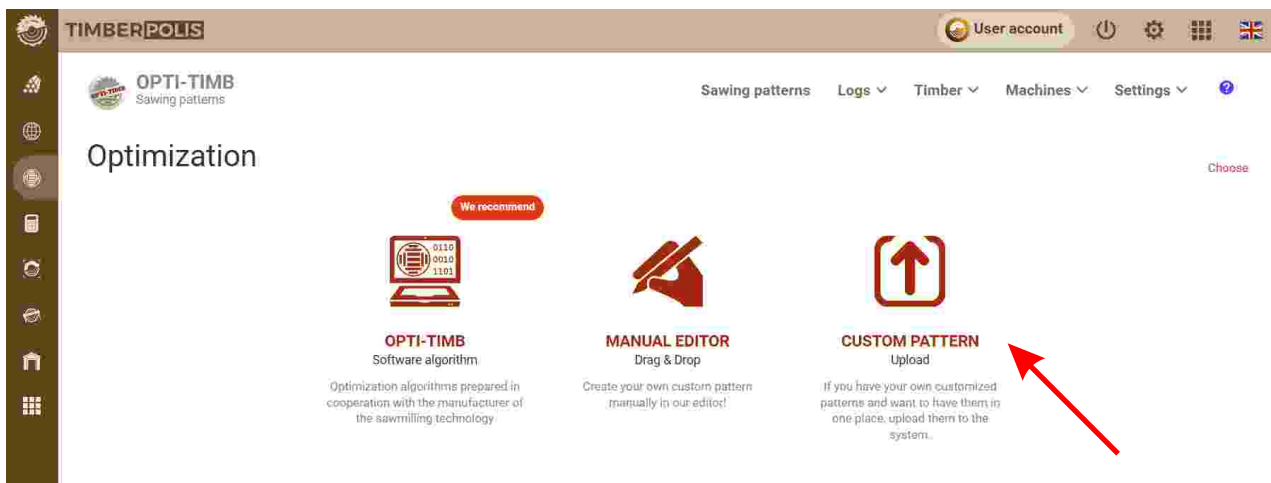 TIMBERPOLIS
User account
OPTI-TIMB
Sawing patterns
Sawing patterns Logs Timber Machines Settings ?
Optimization
Choose
We recommend
0110
0010
1101
OPTI-TIMB
Software algorithm
Optimization algorithms prepared in
cooperation with the manufacturer of
the sawmilling technology
MANUAL EDITOR
Drag & Drop
Create your own custom pattern
manually in our editor!
CUSTOM PATTERN
Upload
If you have your own customized
patterns and want to have them in
one place, upload them to the
system.